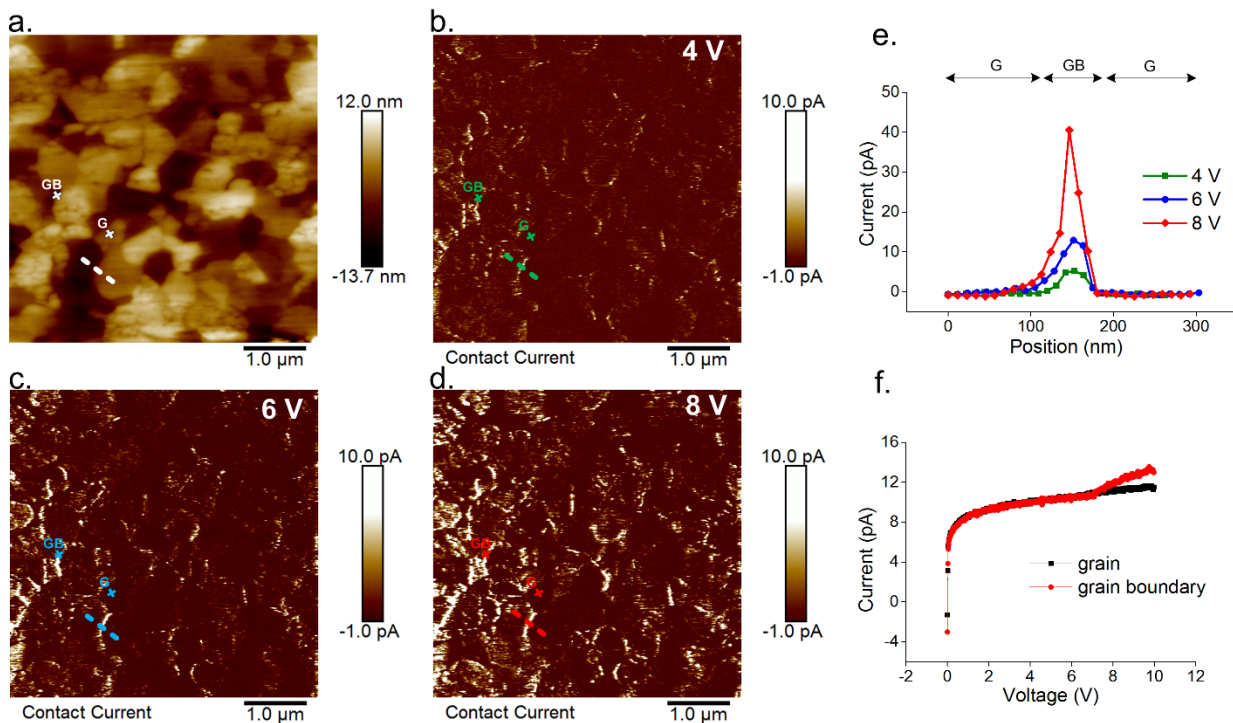 a.
12.0 nm
-13.7 nm
GB
G
1.0 µm
b.
4 V
10.0 pA
-1.0 pA
GB
G
Contact Current
1.0 µm
e.
G
GB
G
50
40
30
20
10
0
Current (pA)
4 V
6 V
8 V
0
100
200
300
Position (nm)
c.
6 V
10.0 pA
-1.0 pA
GB
G
Contact Current
1.0 µm
d.
8 V
10.0 pA
-1.0 pA
GB
G
Contact Current
1.0 µm
f.
16
12
8
4
0
-4
Current (pA)
grain
grain boundary
-2
0
2
4
6
8
10
12
Voltage (V)